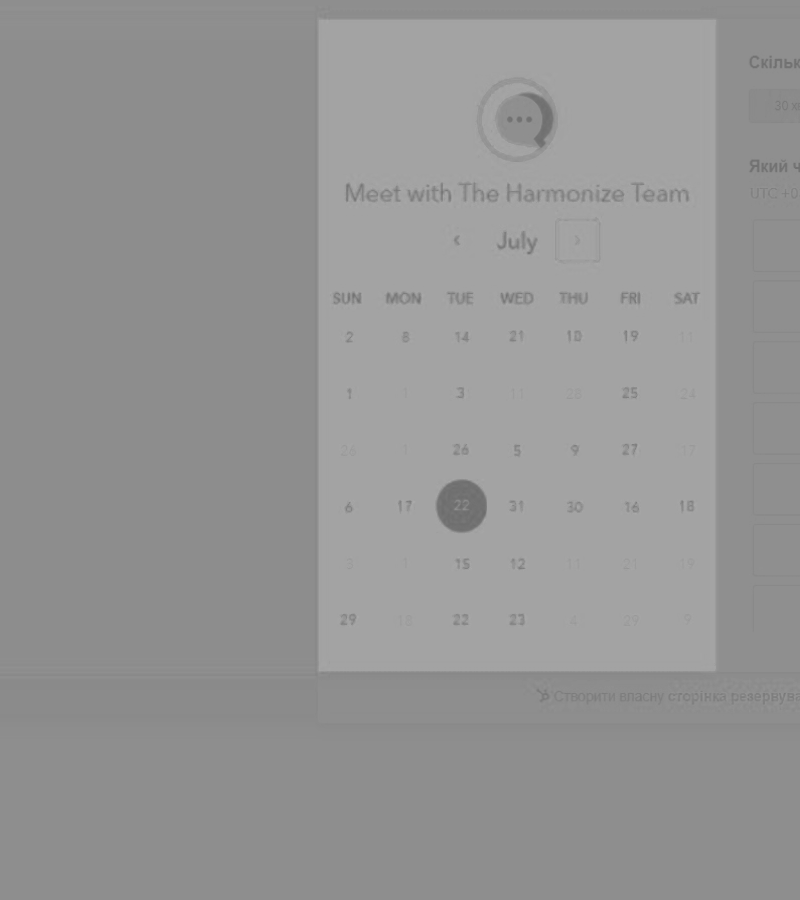 Скільк
30 х
Meet with The Harmonize Team
Який ч
UTC +0
‹ July ›
SUN MON TUE WED THU FRI SAT
2 8 14 21 10 19 11
1 1 3 11 28 25 24
26 1 26 5 9 27 17
6 17 22 31 30 16 18
3 1 15 12 11 21 19
29 18 22 23 4 29 9
Створити власну сторінка резервува